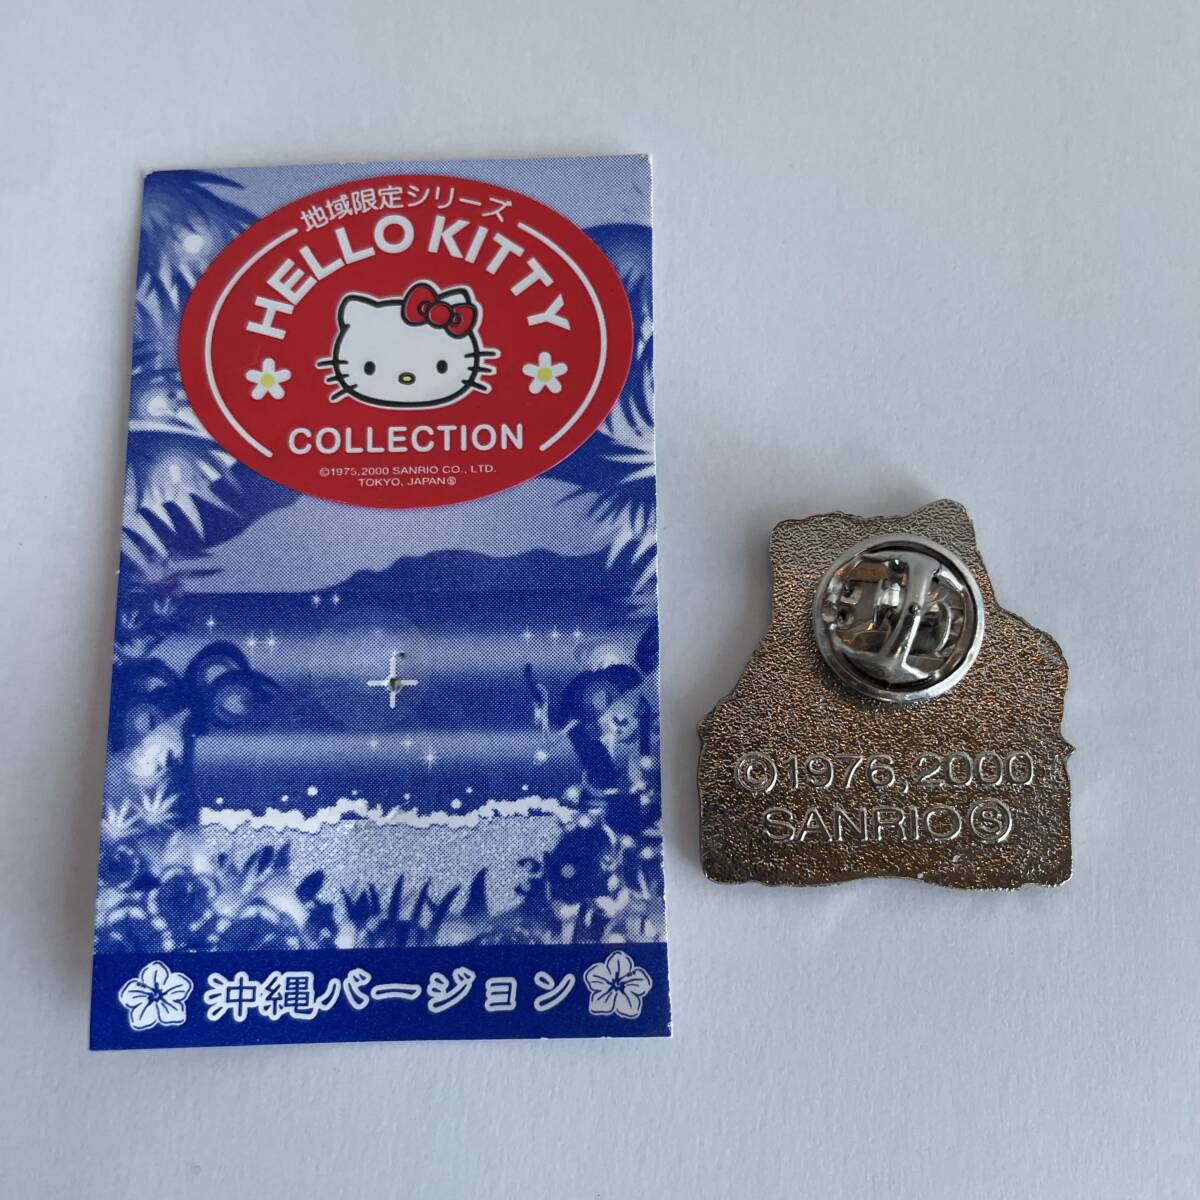 地域限定シリーズ
HELLO KITTY
COLLECTION
©1975,2000 SANRIO CO., LTD.
TOKYO, JAPAN Ⓢ
沖縄バージョン
©1976,2000
SANRIO Ⓢ